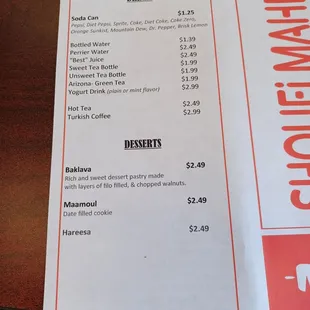 Soda Can $1.25
Pepsi, Diet Pepsi, Sprite, Coke, Diet Coke, Coke Zero,
Orange Sunkist, Mountain Dew, Dr. Pepper, Brisk Lemon
Bottled Water $1.39
Perrier Water $2.49
"Best" Juice $2.49
Sweet Tea Bottle $1.99
Unsweet Tea Bottle $1.99
Arizona- Green Tea $1.99
Yogurt Drink (plain or mint flavor) $2.99
Hot Tea $2.49
Turkish Coffee $2.99
DESSERTS
Baklava $2.49
Rich and sweet dessert pastry made
with layers of filo filled, & chopped walnuts.
Maamoul $2.49
Date filled cookie
Hareesa $2.49